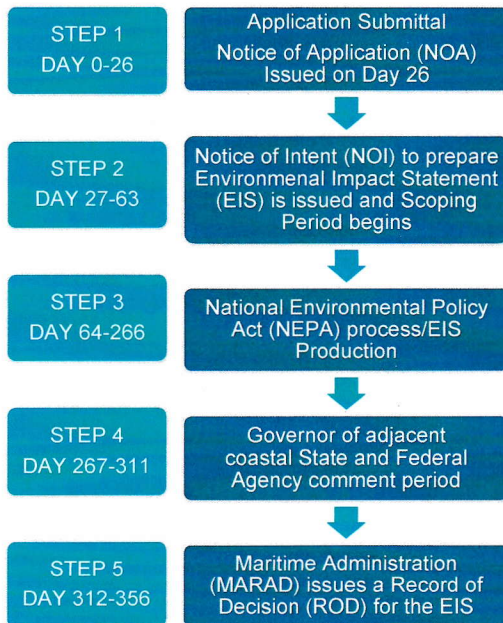 STEP 1
DAY 0-26
Application Submittal
Notice of Application (NOA)
Issued on Day 26
STEP 2
DAY 27-63
Notice of Intent (NOI) to prepare
Environmenal Impact Statement
(EIS) is issued and Scoping
Period begins
STEP 3
DAY 64-266
National Environmental Policy
Act (NEPA) process/EIS
Production
STEP 4
DAY 267-311
Governor of adjacent
coastal State and Federal
Agency comment period
STEP 5
DAY 312-356
Maritime Administration
(MARAD) issues a Record of
Decision (ROD) for the EIS